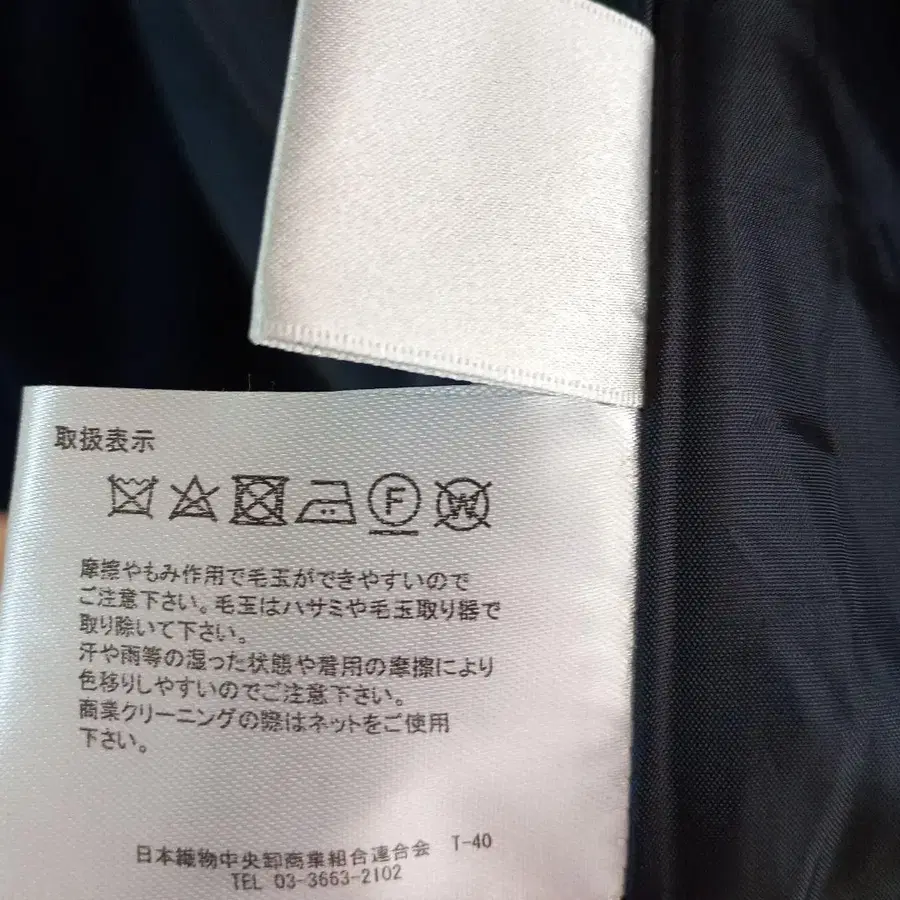 取扱表示
F W
摩擦やもみ作用で毛玉ができやすいので
ご注意下さい。毛玉はハサミや毛玉取り器で
取り除いて下さい。
汗や雨等の湿った状態や着用の摩擦により
色移りしやすいのでご注意下さい。
商業クリーニングの際はネットをご使用
下さい。
日本織物中央卸商業組合連合会 T-40
TEL 03-3663-2102